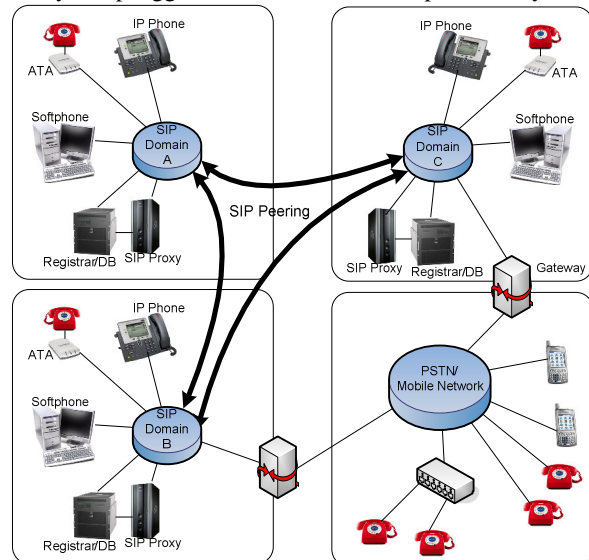 IP Phone
ATA
Softphone
SIP
Domain
A
Registrar/DB
SIP Proxy
IP Phone
ATA
Softphone
SIP
Domain
C
SIP Proxy
Registrar/DB
SIP Peering
Gateway
IP Phone
ATA
Softphone
SIP
Domain
B
Registrar/DB
SIP Proxy
PSTN/
Mobile Network